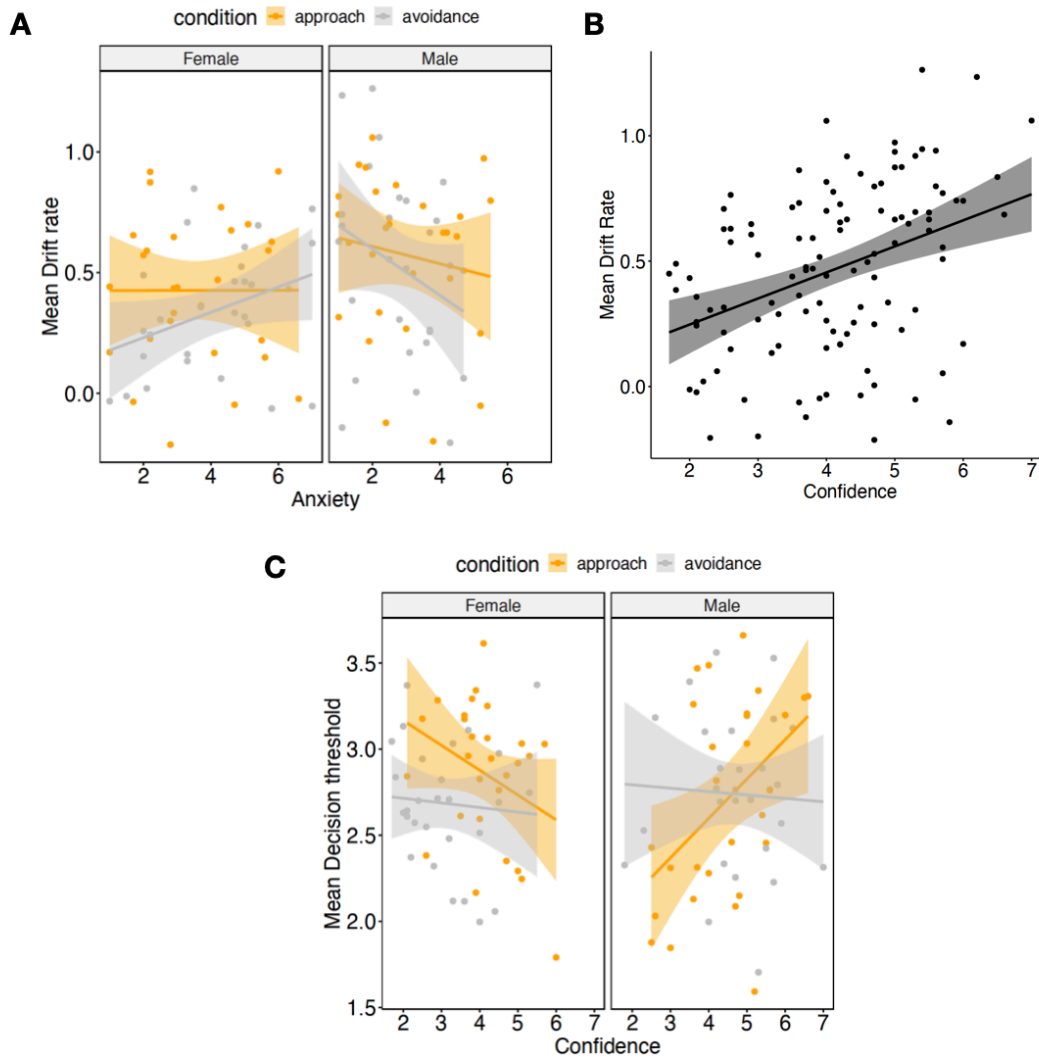 A
condition approach avoidance
Female Male
Mean Drift rate
1.0
0.5
0.0
2 4 6 2 4 6
Anxiety
B
Mean Drift Rate
1.0
0.5
0.0
2 3 4 5 6 7
Confidence
C
condition approach avoidance
Female Male
Mean Decision threshold
3.5
3.0
2.5
2.0
1.5
2 3 4 5 6 7 2 3 4 5 6 7
Confidence